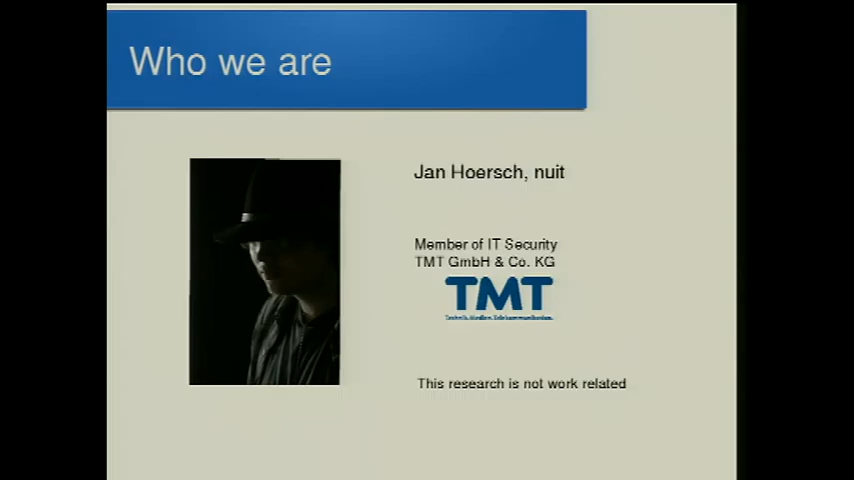 Who we are
Jan Hoersch, nuit
Member of IT Security
TMT GmbH & Co. KG
TMT
This research is not work related